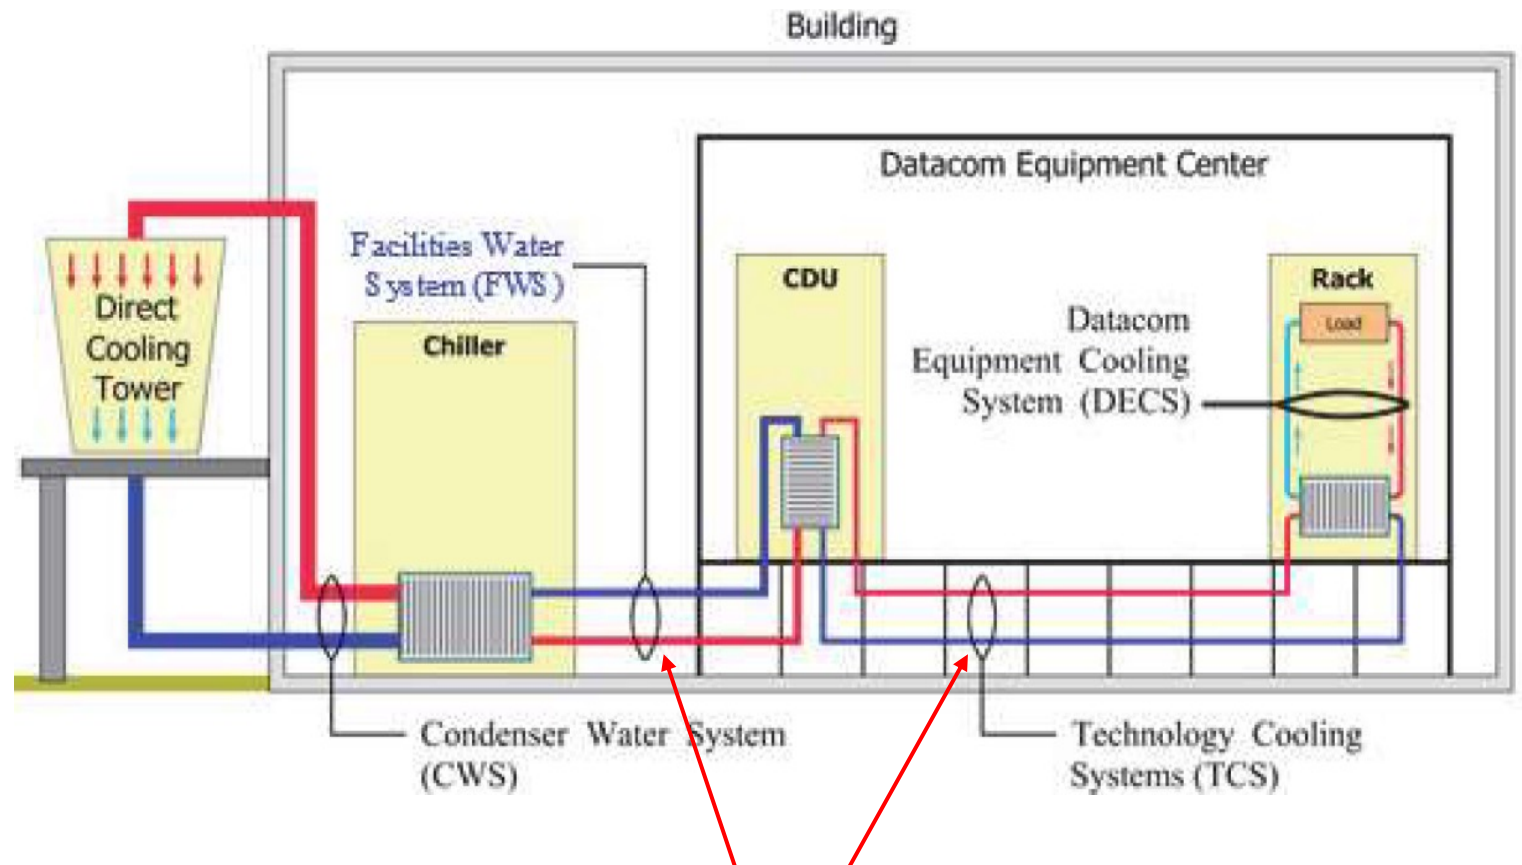 Building
Datacom Equipment Center
Facilities Water
System (FWS)
CDU
Rack
Load
Direct
Cooling
Tower
Chiller
Datacom
Equipment Cooling
System (DECS)
Condenser Water System
(CWS)
Technology Cooling
Systems (TCS)